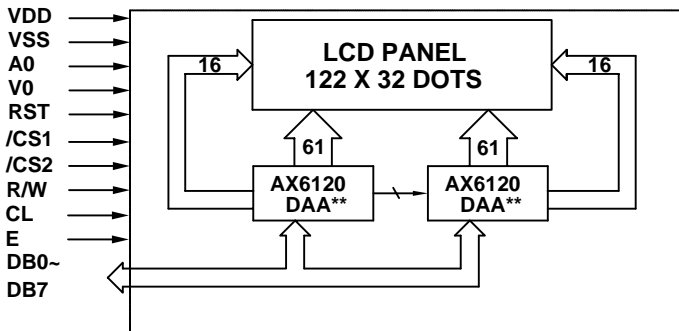 VDD
VSS
A0
V0
RST
/CS1
/CS2
R/W
CL
E
DB0~
DB7
LCD PANEL
122 X 32 DOTS
16
16
61
61
AX6120
DAA**
AX6120
DAA**